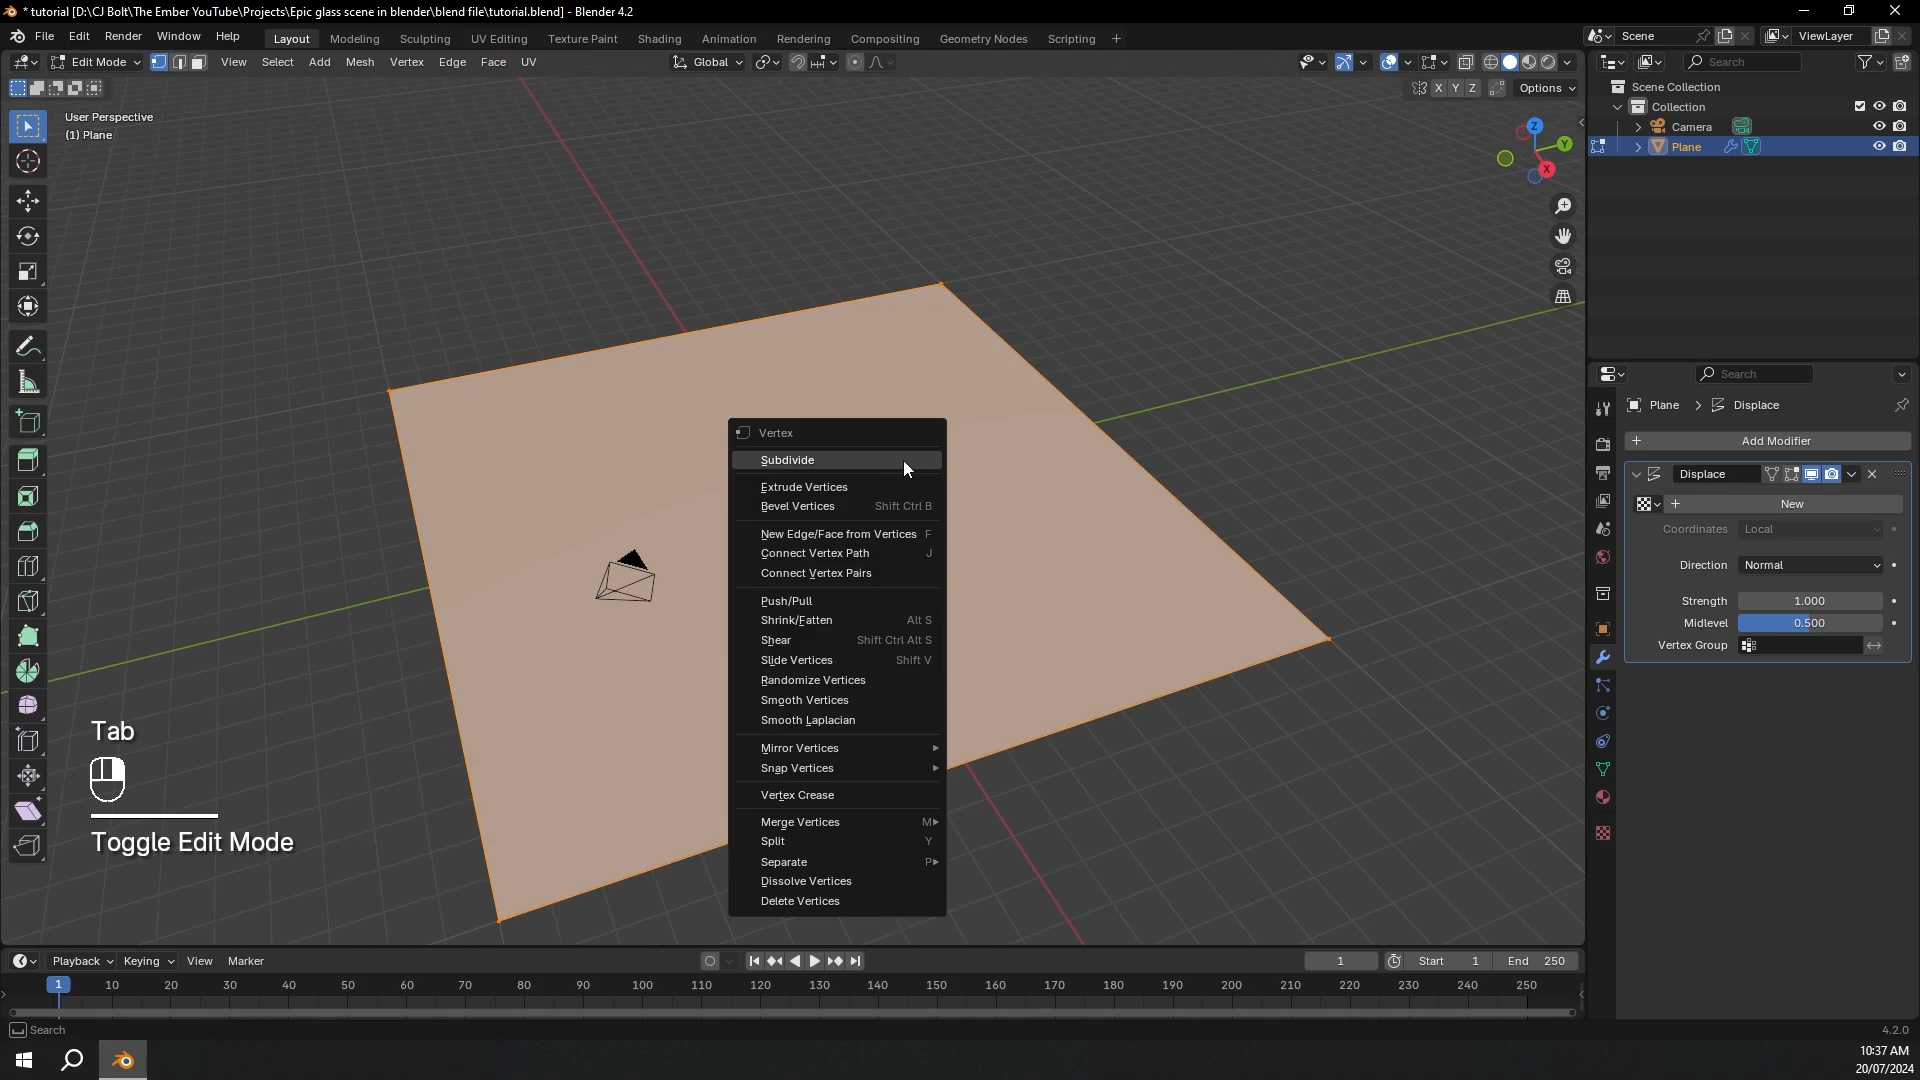 * tutorial [D:\CJ Bolt\The Ember YouTube\Projects\Epic glass scene in blender\blend file\tutorial.blend] - Blender 4.2
File Edit Render Window Help Layout Modeling Sculpting UV Editing Texture Paint Shading Animation Rendering Compositing Geometry Nodes Scripting + Scene ViewLayer
Edit Mode View Select Add Mesh Vertex Edge Face UV Global Search
X Y Z Options
User Perspective
(1) Plane
Z
Y
X
Scene Collection
Collection
Camera
Plane
Search
Plane > Displace
+ Add Modifier
Displace
+ New
Coordinates Local
Direction Normal
Strength 1.000
Midlevel 0.500
Vertex Group
Vertex
Subdivide
Extrude Vertices
Bevel Vertices Shift Ctrl B
New Edge/Face from Vertices F
Connect Vertex Path J
Connect Vertex Pairs
Push/Pull
Shrink/Fatten Alt S
Shear Shift Ctrl Alt S
Slide Vertices Shift V
Randomize Vertices
Smooth Vertices
Smooth Laplacian
Mirror Vertices
Snap Vertices
Vertex Crease
Merge Vertices M
Split Y
Separate P
Dissolve Vertices
Delete Vertices
Tab
Toggle Edit Mode
Playback Keying View Marker 1 Start 1 End 250
1 10 20 30 40 50 60 70 80 90 100 110 120 130 140 150 160 170 180 190 200 210 220 230 240 250
Search 4.2.0
10:37 AM
20/07/2024